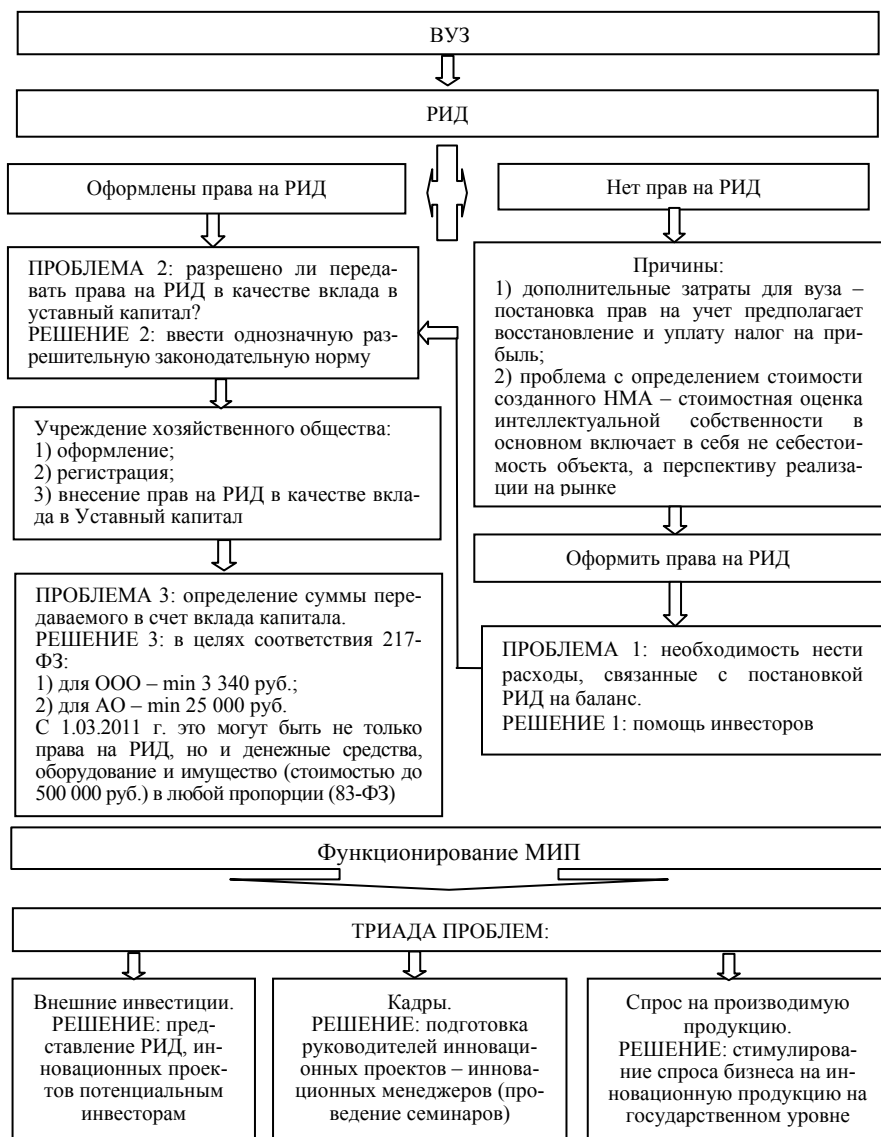 ВУЗ
РИД
Оформлены права на РИД
Нет прав на РИД
ПРОБЛЕМА 2: разрешено ли переда-
вать права на РИД в качестве вклада в
уставный капитал?
РЕШЕНИЕ 2: ввести однозначную раз-
решительную законодательную норму
Причины:
1) дополнительные затраты для вуза –
постановка прав на учет предполагает
восстановление и уплату налог на при-
быль;
2) проблема с определением стоимости
созданного НМА – стоимостная оценка
интеллектуальной собственности в
основном включает в себя не себестои-
мость объекта, а перспективу реализа-
ции на рынке
Учреждение хозяйственного общества:
1) оформление;
2) регистрация;
3) внесение прав на РИД в качестве вкла-
да в Уставный капитал
Оформить права на РИД
ПРОБЛЕМА 3: определение суммы пере-
даваемого в счет вклада капитала.
РЕШЕНИЕ 3: в целях соответствия 217-
ФЗ:
1) для ООО – min 3 340 руб.;
2) для АО – min 25 000 руб.
С 1.03.2011 г. это могут быть не только
права на РИД, но и денежные средства,
оборудование и имущество (стоимостью до
500 000 руб.) в любой пропорции (83-ФЗ)
ПРОБЛЕМА 1: необходимость нести
расходы, связанные с постановкой
РИД на баланс.
РЕШЕНИЕ 1: помощь инвесторов
Функционирование МИП
ТРИАДА ПРОБЛЕМ:
Внешние инвестиции.
РЕШЕНИЕ: пред-
ставление РИД, ин-
новационных проек-
тов потенциальным
инвесторам
Кадры.
РЕШЕНИЕ: подготовка
руководителей инноваци-
онных проектов – инно-
вационных менеджеров (про-
ведение семинаров)
Спрос на производимую
продукцию.
РЕШЕНИЕ: стимулирова-
ние спроса бизнеса на ин-
новационную продукцию на
государственном уровне